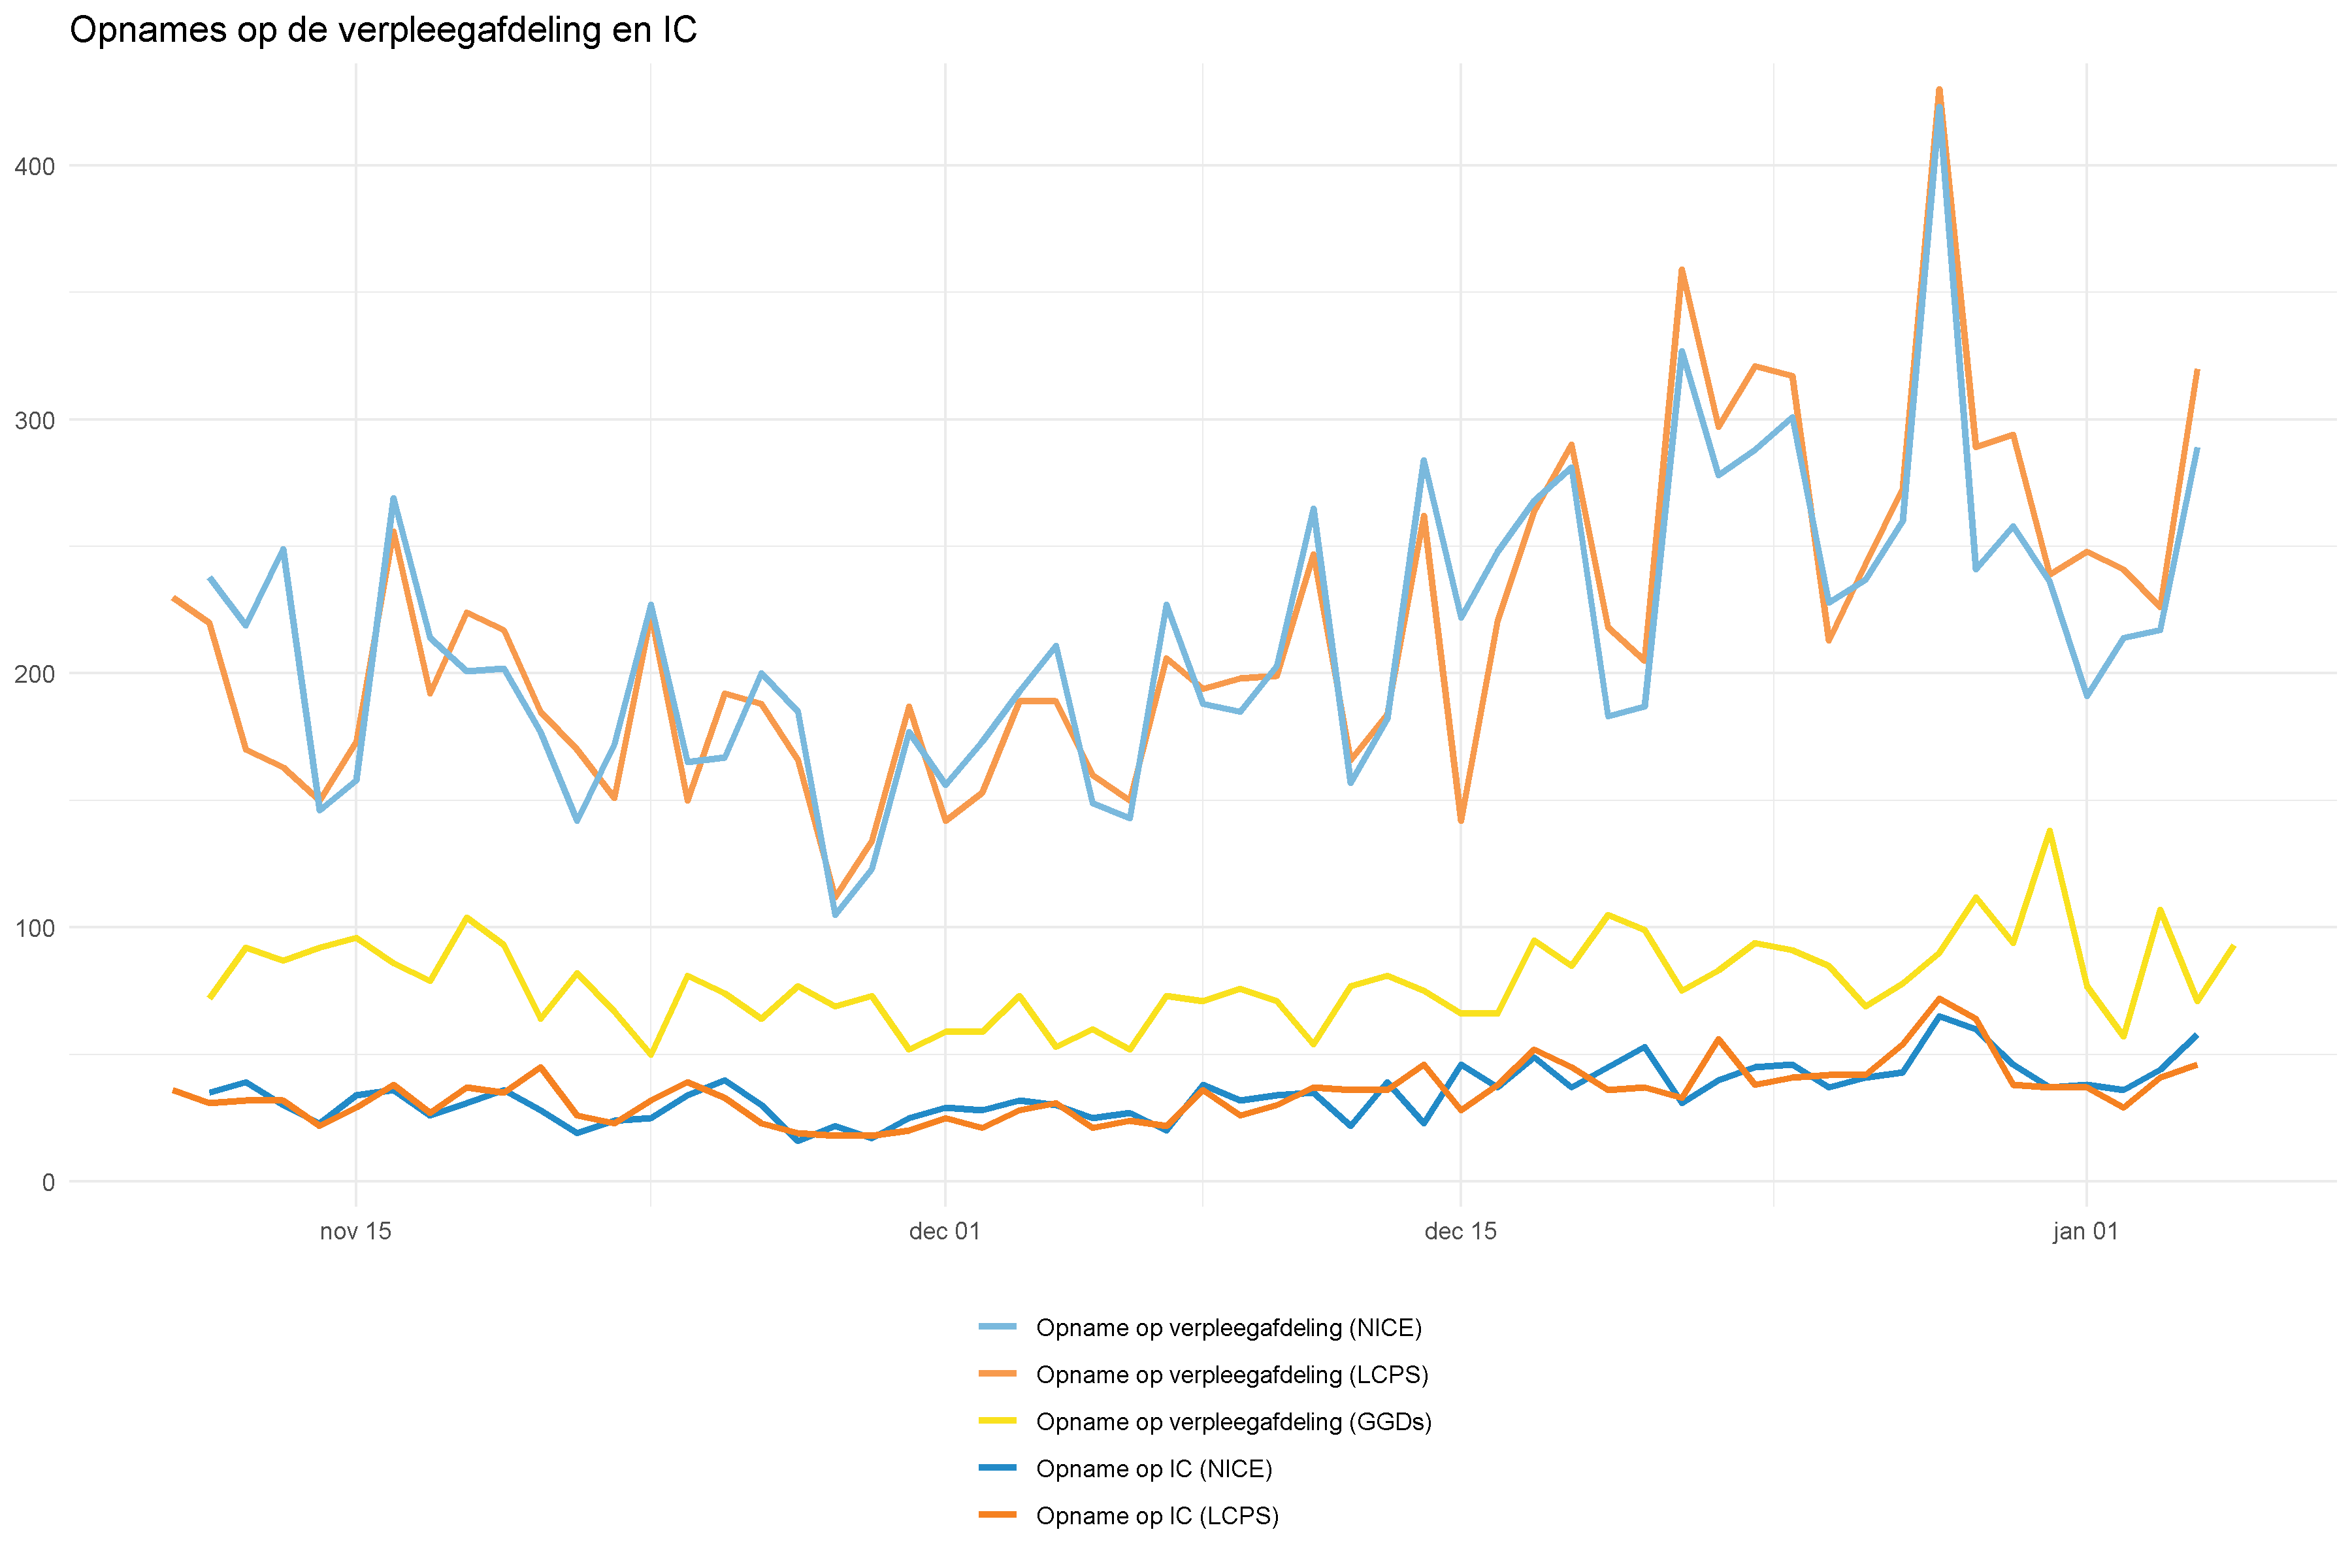 Opnames op de verpleegafdeling en IC
400
300
200
100
0
nov 15
dec 01
dec 15
jan 01
Opname op verpleegafdeling (NICE)
Opname op verpleegafdeling (LCPS)
Opname op verpleegafdeling (GGDs)
Opname op IC (NICE)
Opname op IC (LCPS)